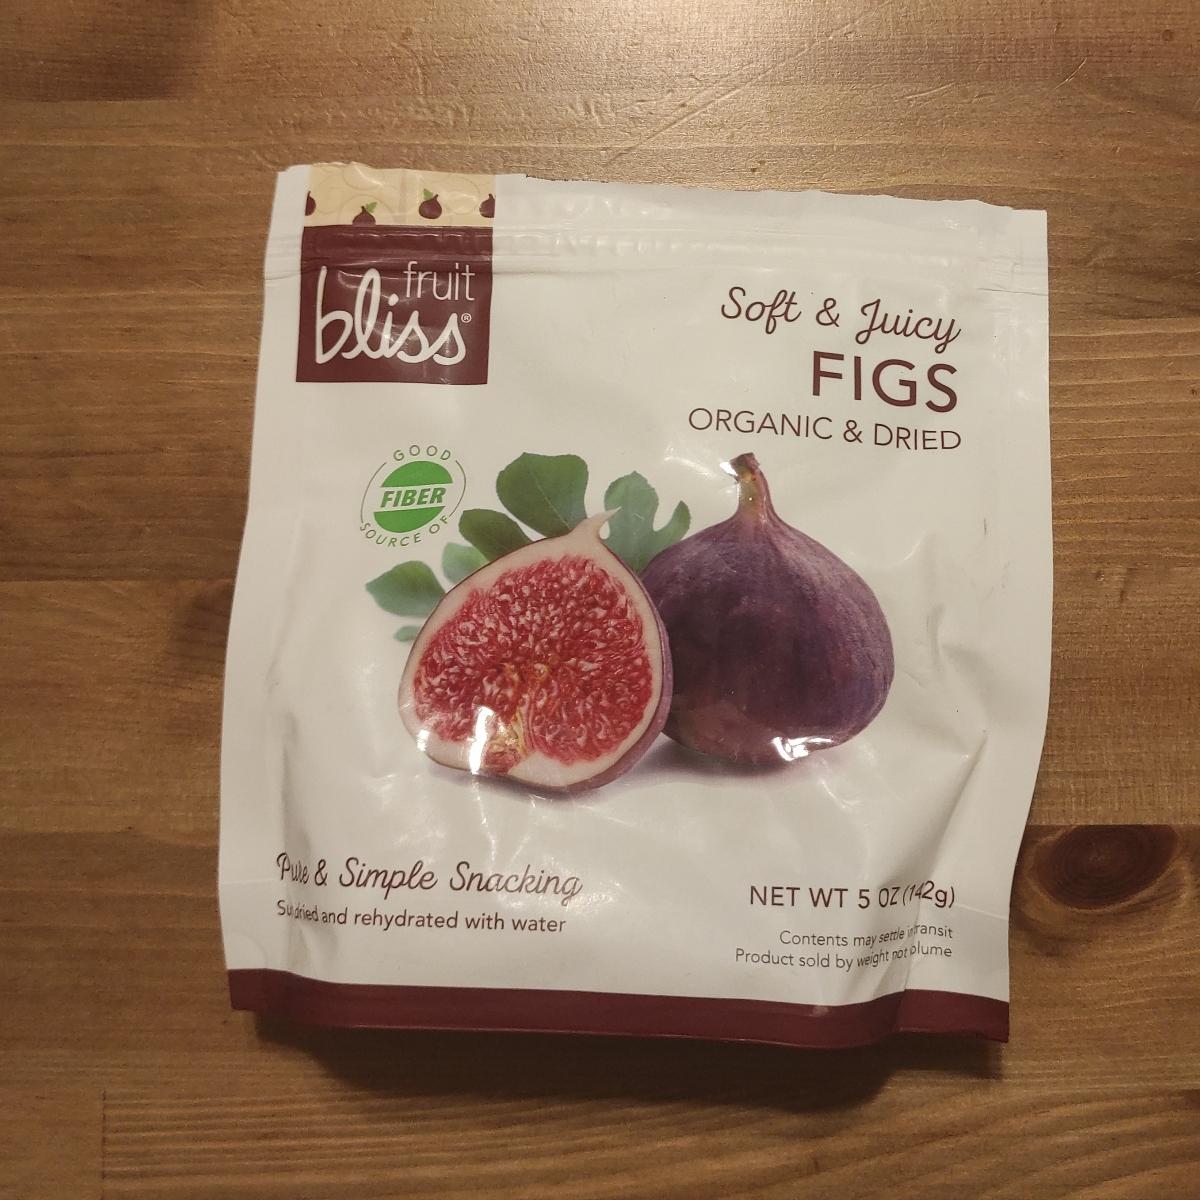 fruit
bliss®
Soft & Juicy
FIGS
ORGANIC & DRIED
GOOD
FIBER
SOURCE OF
Pure & Simple Snacking
Sundried and rehydrated with water
NET WT 5 OZ (142g)
Contents may settle in transit
Product sold by weight not volume